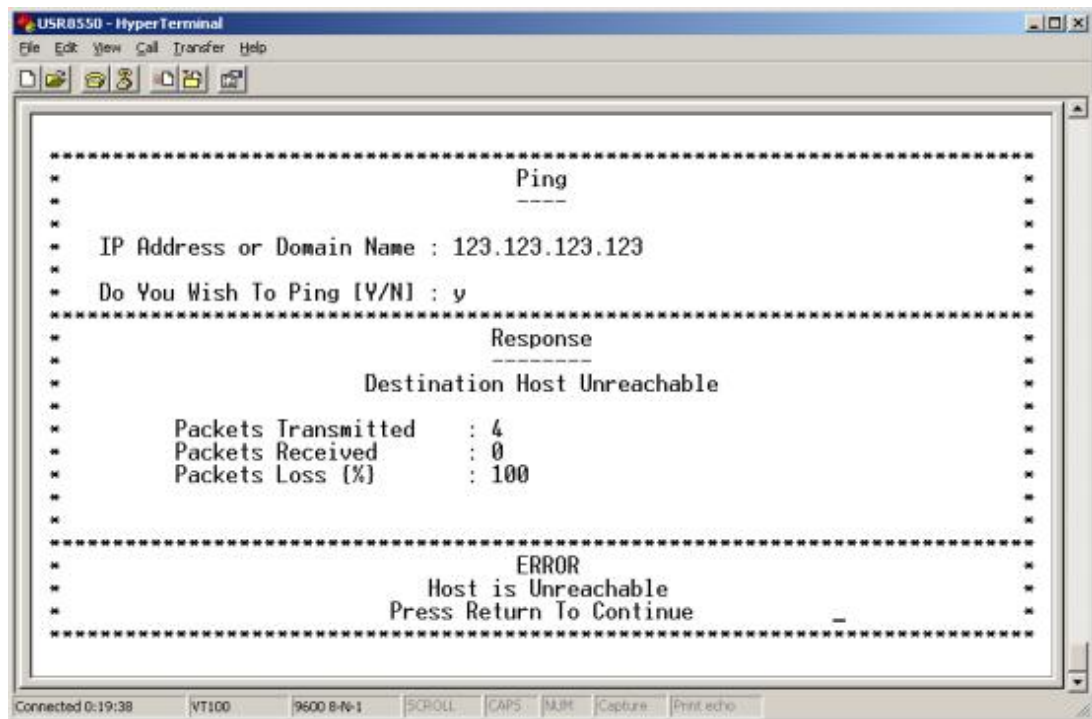 USR8550 - HyperTerminal
File Edit View Call Transfer Help
********************************************************************************
Ping
----
IP Address or Domain Name : 123.123.123.123
Do You Wish To Ping [Y/N] : y
********************************************************************************
Response
--------
Destination Host Unreachable
Packets Transmitted : 4
Packets Received : 0
Packets Loss [%] : 100
********************************************************************************
ERROR
Host is Unreachable
Press Return To Continue _
********************************************************************************
Connected 0:19:38 VT100 9600 8-N-1 SCROLL CAPS NUM Capture Print echo